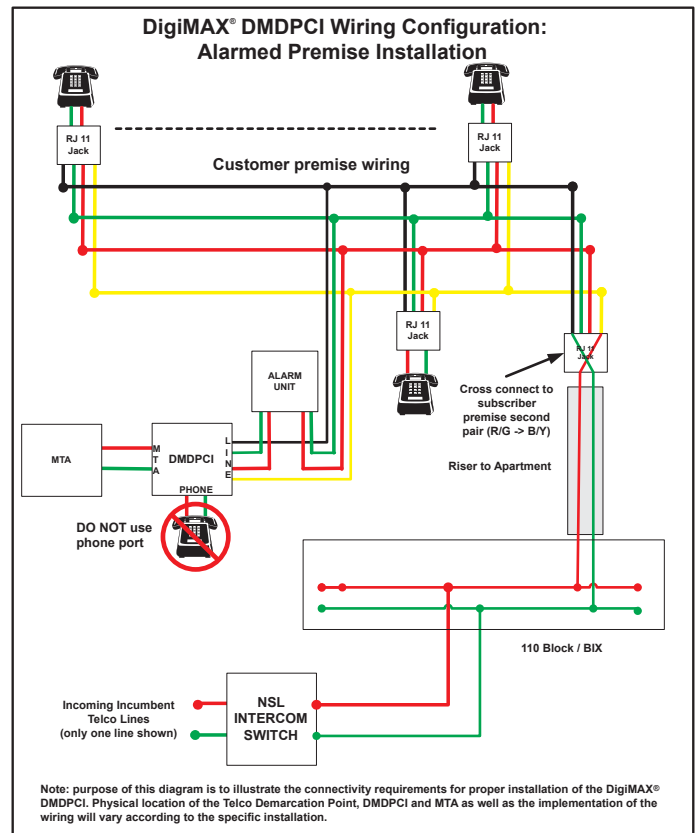 DigiMAX® DMDPCI Wiring Configuration:
Alarmed Premise Installation
RJ 11
Jack
RJ 11
Jack
Customer premise wiring
RJ 11
Jack
RJ 11
Jack
ALARM
UNIT
Cross connect to
subscriber
premise second
pair (R/G -> B/Y)
MTA
MTA
DMDPCI
LINE
PHONE
Riser to Apartment
DO NOT use
phone port
110 Block / BIX
Incoming Incumbent
Telco Lines
(only one line shown)
NSL
INTERCOM
SWITCH
Note: purpose of this diagram is to illustrate the connectivity requirements for proper installation of the DigiMAX®
DMDPCI. Physical location of the Telco Demarcation Point, DMDPCI and MTA as well as the implementation of the
wiring will vary according to the specific installation.